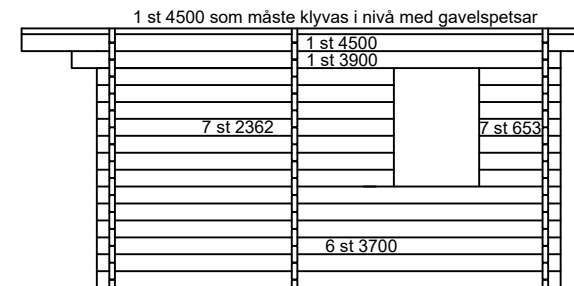 1 st 4500 som måste klyvas i nivå med gavelspetsar
1 st 4500
1 st 3900
7 st 2362
7 st 653
6 st 3700